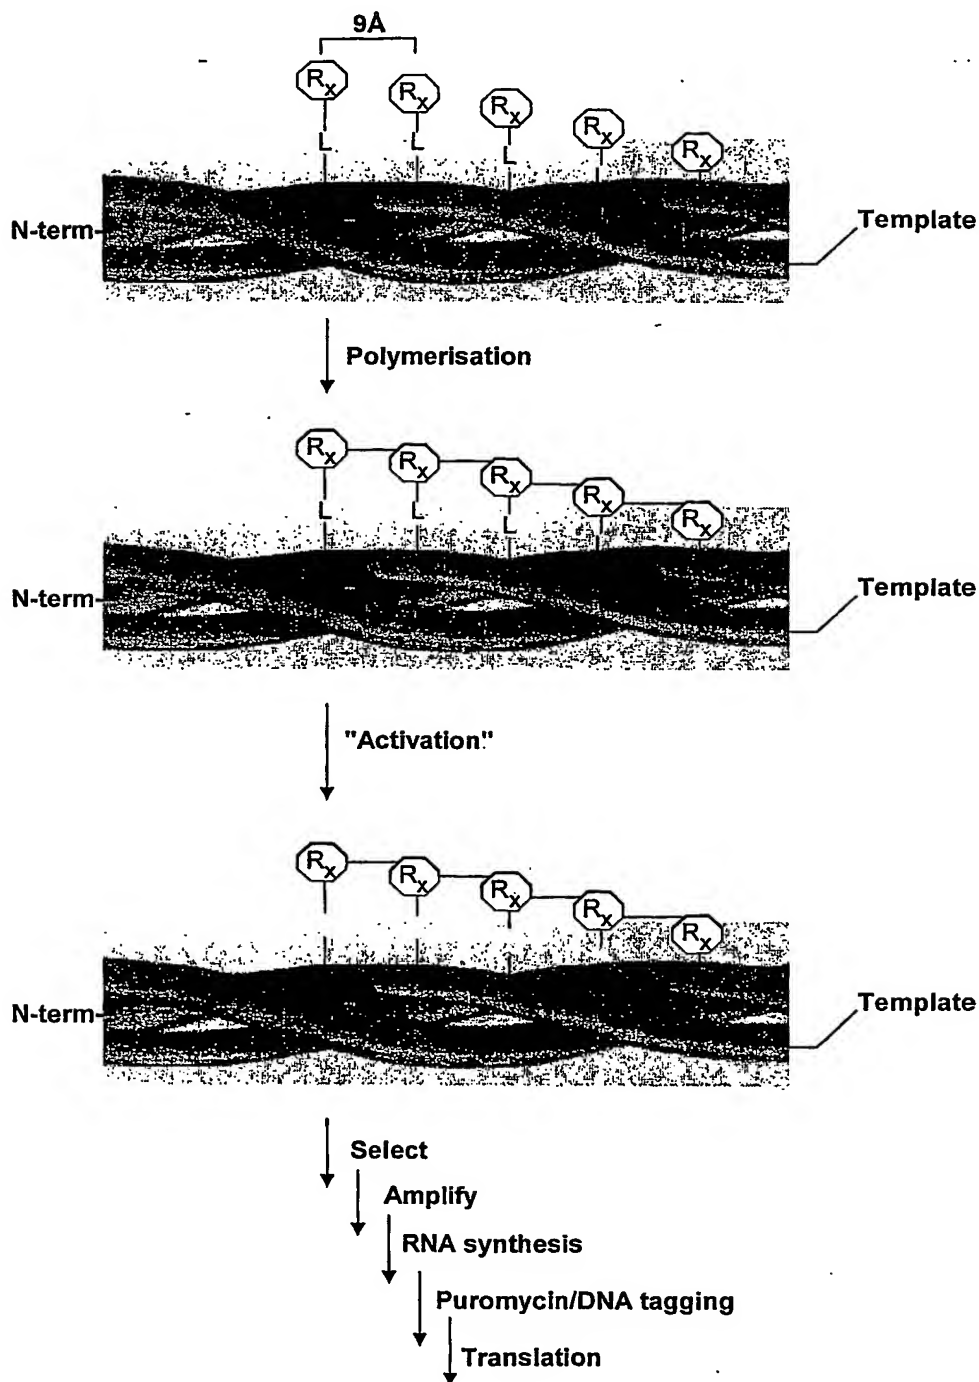 9Å
Rx Rx Rx Rx Rx
L L L
N-term
Template
Polymerisation
Rx Rx Rx Rx Rx
L L L
N-term
Template
"Activation"
Rx Rx Rx Rx Rx
N-term
Template
Select
Amplify
RNA synthesis
Puromycin/DNA tagging
Translation